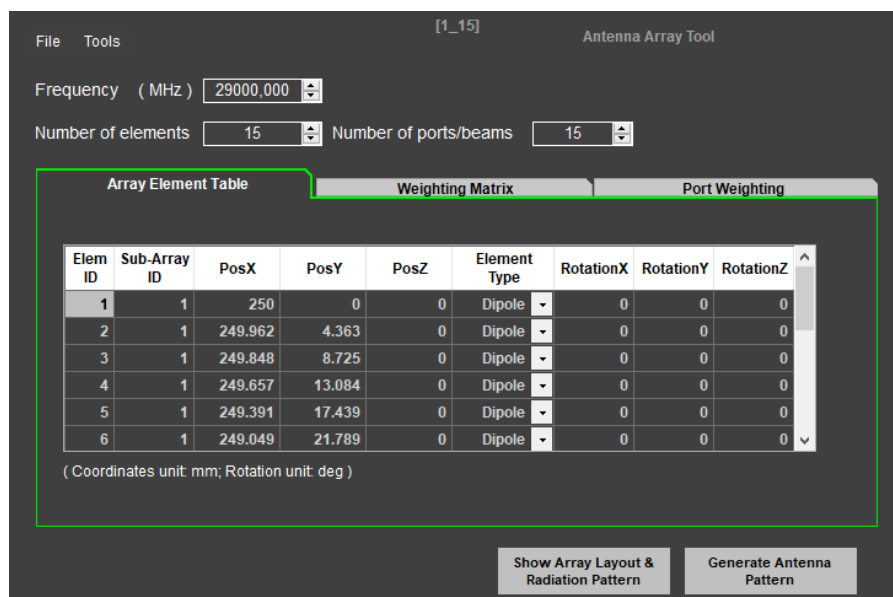 [1_15]
File Tools Antenna Array Tool
Frequency ( MHz ) 29000,000
Number of elements 15 Number of ports/beams 15
Array Element Table Weighting Matrix Port Weighting
Elem ID Sub-Array ID PosX PosY PosZ Element Type RotationX RotationY RotationZ
1 1 250 0 0 Dipole 0 0 0
2 1 249.962 4.363 0 Dipole 0 0 0
3 1 249.848 8.725 0 Dipole 0 0 0
4 1 249.657 13.084 0 Dipole 0 0 0
5 1 249.391 17.439 0 Dipole 0 0 0
6 1 249.049 21.789 0 Dipole 0 0 0
( Coordinates unit: mm; Rotation unit: deg )
Show Array Layout & Generate Antenna
Radiation Pattern Pattern